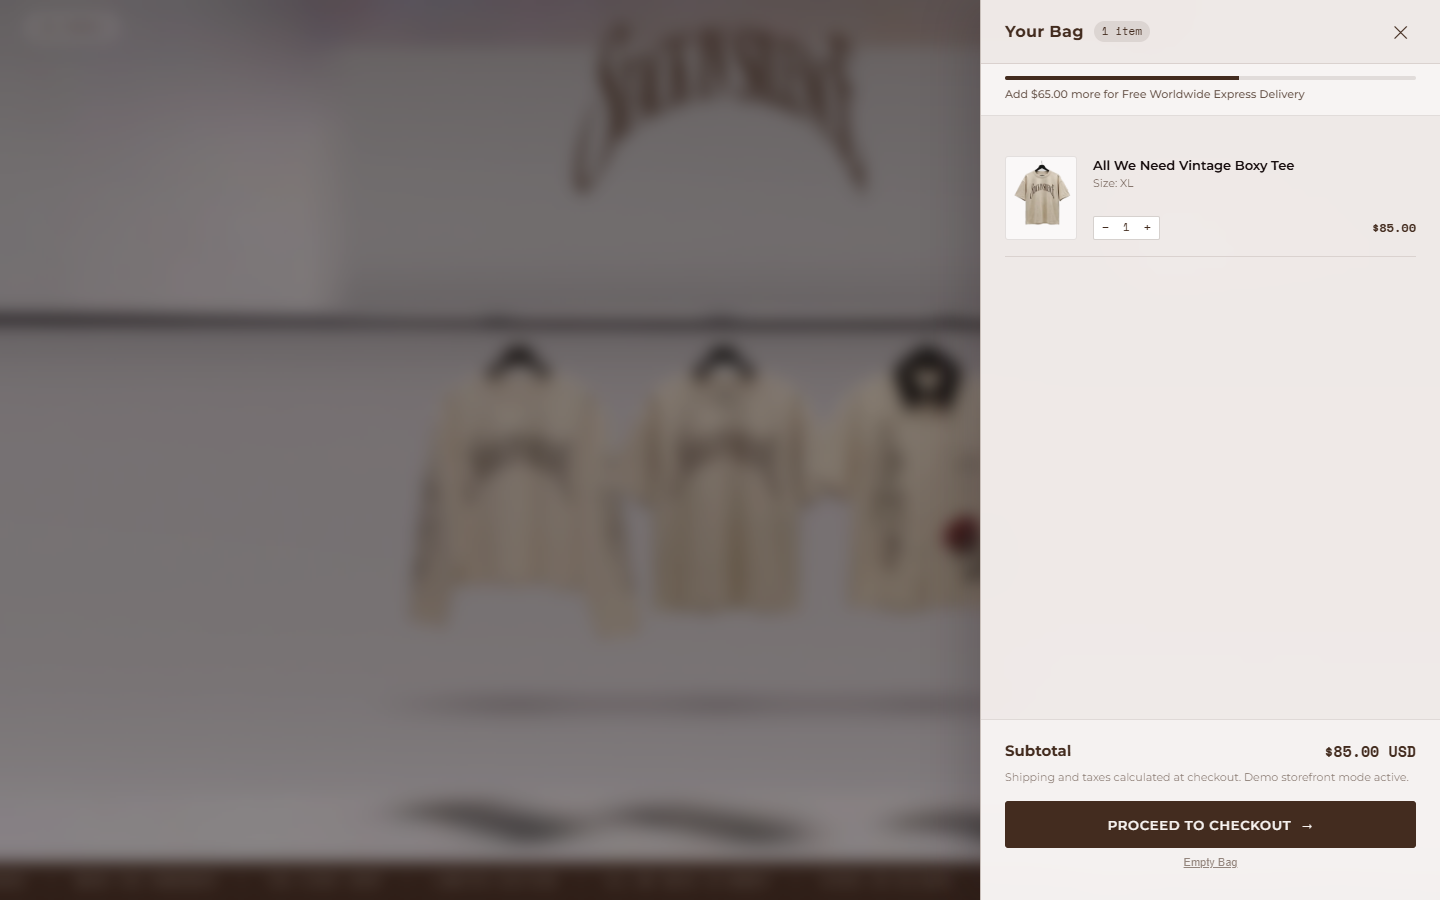 Your Bag 1 item
Add $65.00 more for Free Worldwide Express Delivery
All We Need Vintage Boxy Tee
Size: XL
− 1 +
$85.00
Subtotal
$85.00 USD
Shipping and taxes calculated at checkout. Demo storefront mode active.
PROCEED TO CHECKOUT →
Empty Bag